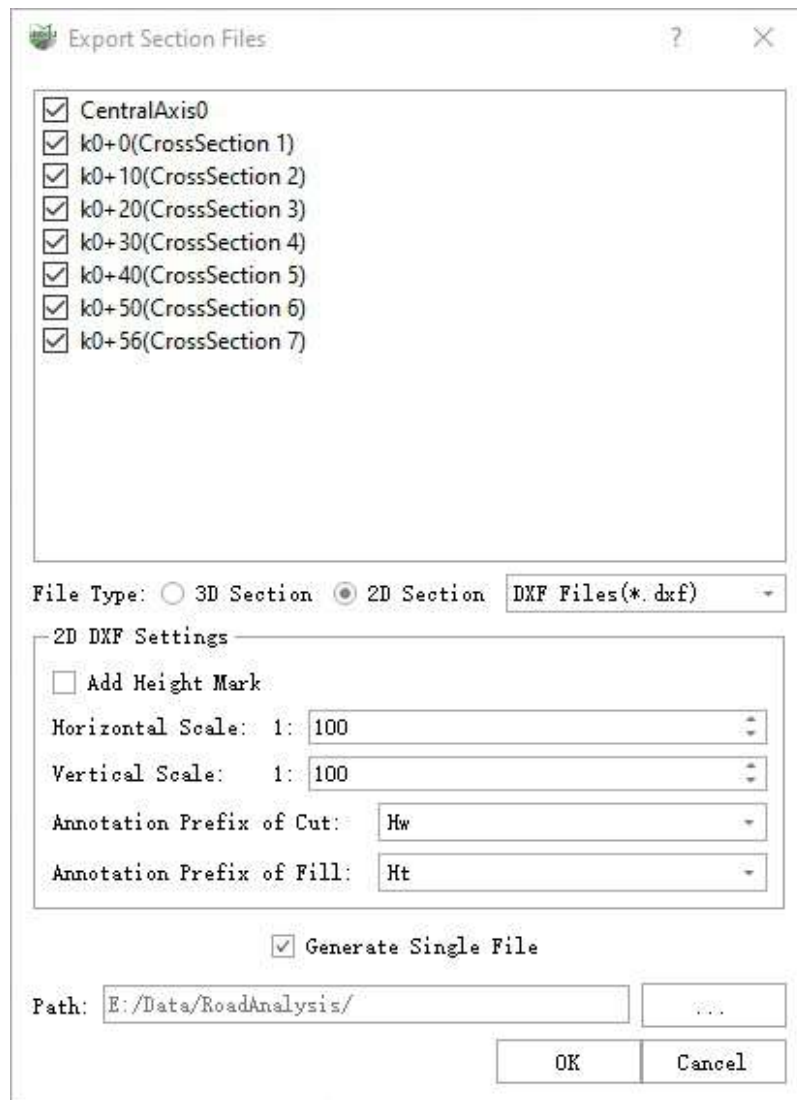 Export Section Files ? ×
CentralAxis0
k0+0(CrossSection 1)
k0+10(CrossSection 2)
k0+20(CrossSection 3)
k0+30(CrossSection 4)
k0+40(CrossSection 5)
k0+50(CrossSection 6)
k0+56(CrossSection 7)
File Type: 3D Section 2D Section DXF Files(*.dxf)
2D DXF Settings
Add Height Mark
Horizontal Scale: 1: 100
Vertical Scale: 1: 100
Annotation Prefix of Cut: Hw
Annotation Prefix of Fill: Ht
Generate Single File
Path: E:/Data/RoadAnalysis/ ...
OK Cancel